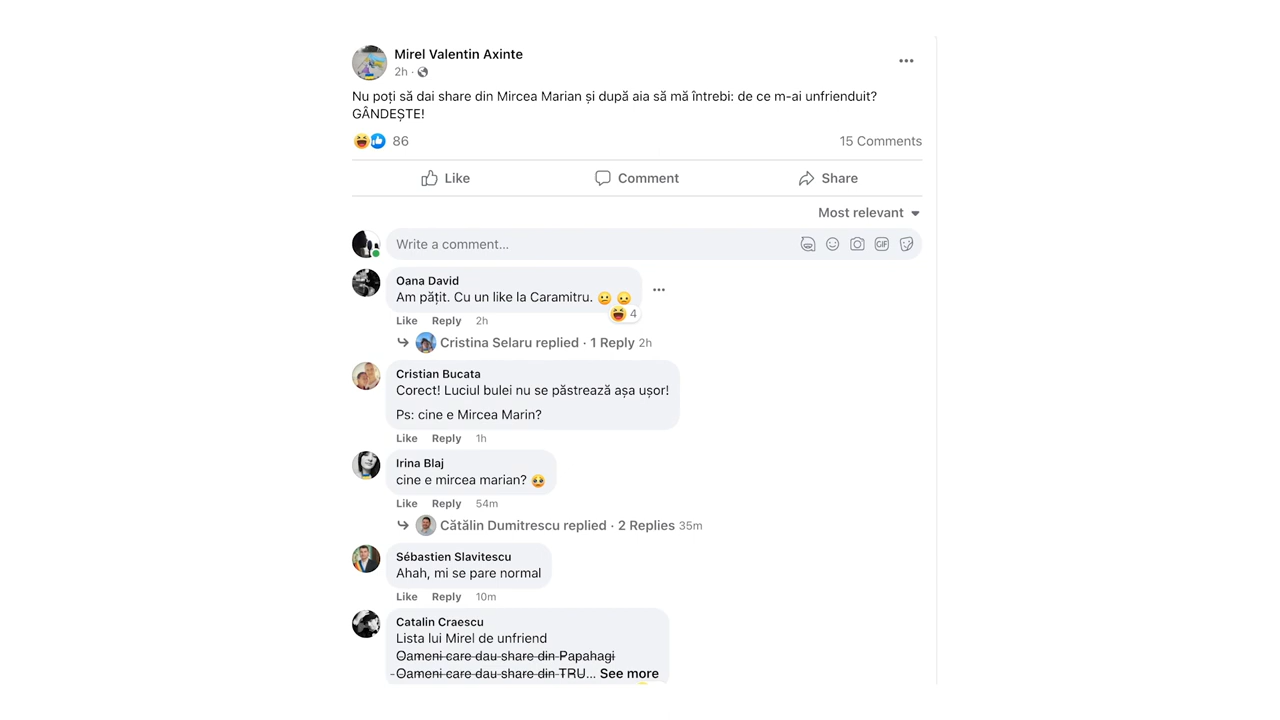 Mirel Valentin Axinte
2h ·
Nu poți să dai share din Mircea Marian și după aia să mă întrebi: de ce m-ai unfrienduit?
GÂNDEȘTE!
86
15 Comments
Like
Comment
Share
Most relevant
Write a comment...
GIF
Oana David
Am pățit. Cu un like la Caramitru. 😕 😟
4
Like Reply 2h
Cristina Selaru replied · 1 Reply 2h
Cristian Bucata
Corect! Luciul bulei nu se păstrează așa ușor!
Ps: cine e Mircea Marin?
Like Reply 1h
Irina Blaj
cine e mircea marian? 🥹
Like Reply 54m
Cătălin Dumitrescu replied · 2 Replies 35m
Sébastien Slavitescu
Ahah, mi se pare normal
Like Reply 10m
Catalin Craescu
Lista lui Mirel de unfriend
Oameni care dau share din Papahagi
-Oameni care dau share din TRU... See more